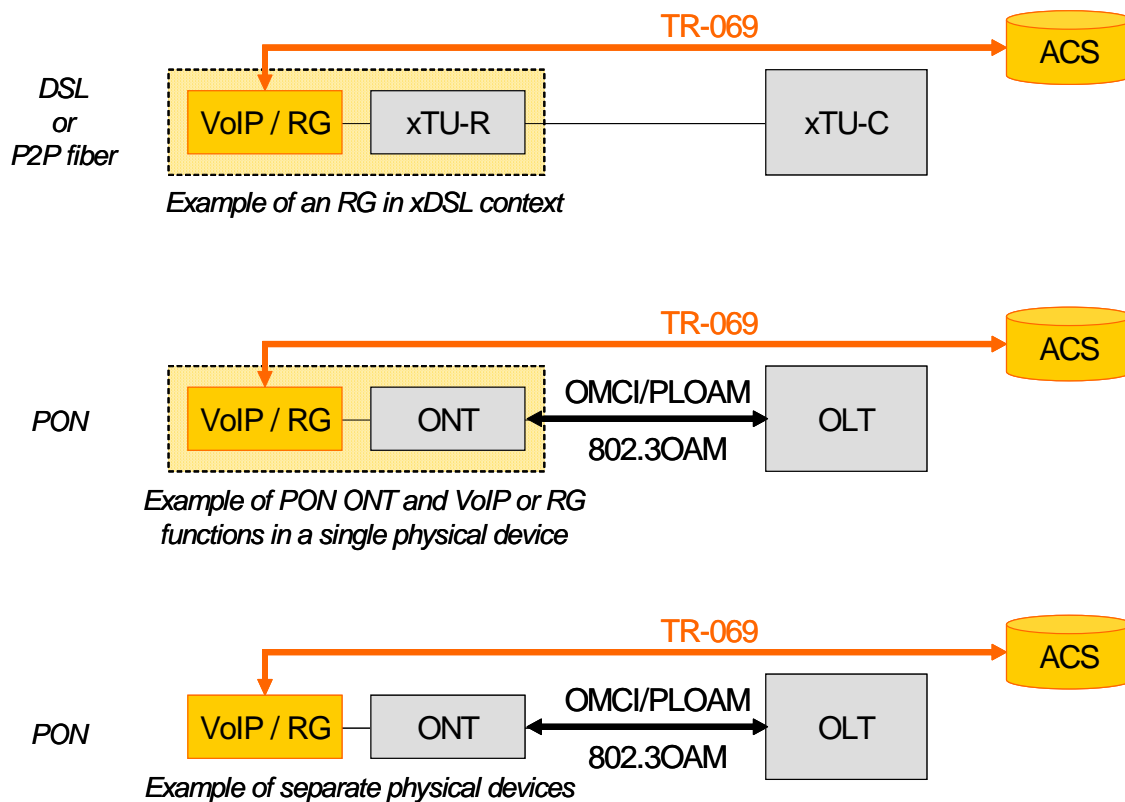 TR-069
ACS
DSL
or
P2P fiber
VoIP / RG
xTU-R
xTU-C
Example of an RG in xDSL context
TR-069
ACS
PON
VoIP / RG
ONT
OMCI/PLOAM
802.3OAM
OLT
Example of PON ONT and VoIP or RG
functions in a single physical device
TR-069
ACS
PON
VoIP / RG
ONT
OMCI/PLOAM
802.3OAM
OLT
Example of separate physical devices